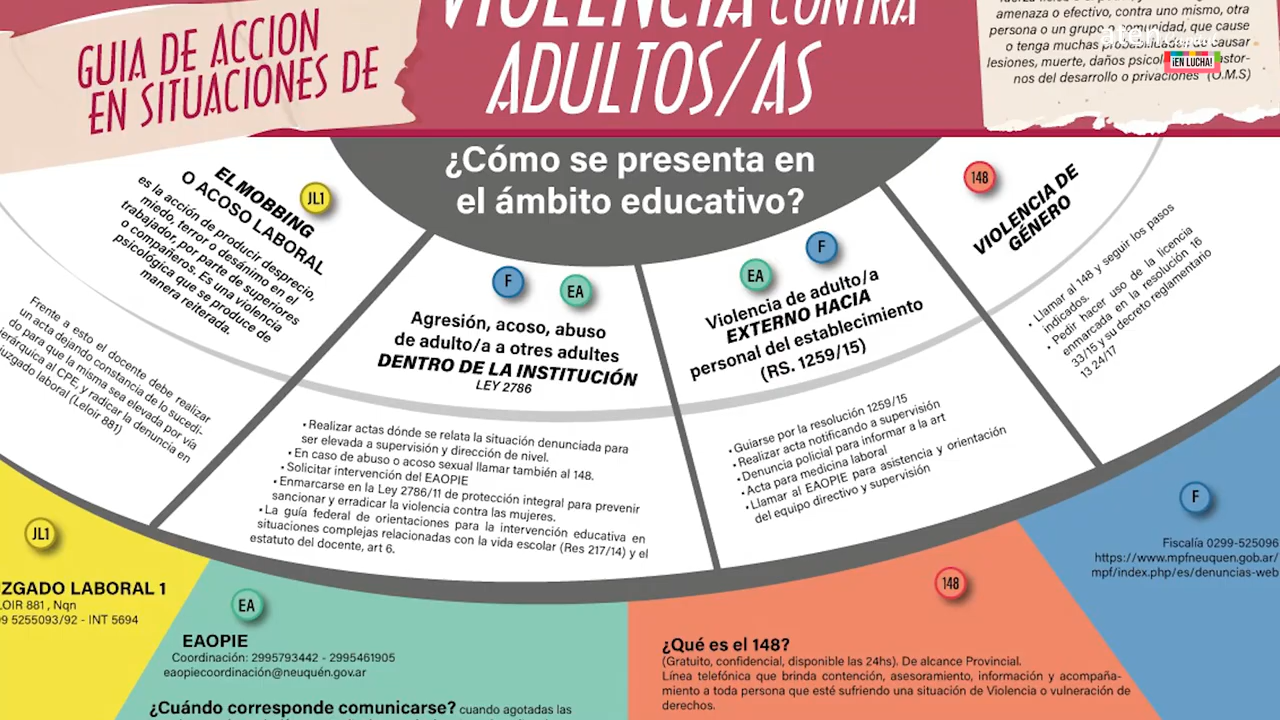 GUIA DE ACCION
EN SITUACIONES DE
VIOLENCIA CONTRA
ADULTOS/AS
amenaza o efectivo, contra uno mismo, otra
persona o un grupo o comunidad, que cause
o tenga muchas probabilidades de causar
lesiones, muerte, daños
nos del desarrollo o privaciones (O.M.S)
aten
¡EN LUCHA!
¿Cómo se presenta en
el ámbito educativo?
JL1
EL MOBBING
O ACOSO LABORAL
es la acción de producir desprecio,
miedo, terror o desánimo en el
trabajador, por parte de superiores
o compañeros. Es una violencia
psicológica que se produce de
manera reiterada.
Frente a esto el docente debe realizar
un acta dejando constancia de lo sucedi-
do para que la misma sea elevada por vía
jerárquica al CPE, y radicar la denuncia en
juzgado laboral (Leloir 881)
F
EA
Agresión, acoso, abuso
de adulto/a a otres adultes
DENTRO DE LA INSTITUCIÓN
LEY 2786
• Realizar actas dónde se relata la situación denunciada para
ser elevada a supervisión y dirección de nivel.
• En caso de abuso o acoso sexual llamar también al 148.
• Solicitar intervención del EAOPIE
• Enmarcarse en la Ley 2786/11 de protección integral para prevenir
sancionar y erradicar la violencia contra las mujeres.
• La guía federal de orientaciones para la intervención educativa en
situaciones complejas relacionadas con la vida escolar (Res 217/14) y el
estatuto del docente, art 6.
EA
F
Violencia de adulto/a
EXTERNO HACIA
personal del establecimiento
(RS. 1259/15)
• Guiarse por la resolución 1259/15
• Realizar acta notificando a supervisión
• Denuncia policial para informar a la art
• Acta para medicina laboral
• Llamar al EAOPIE para asistencia y orientación
del equipo directivo y supervisión
148
VIOLENCIA DE
GÉNERO
• Llamar al 148 y seguir los pasos
indicados.
• Pedir hacer uso de la licencia
enmarcada en la resolución 16
33/15 y su decreto reglamentario
13 24/17
JL1
ZGADO LABORAL 1
LOIR 881, Nqn
99 5255093/92 - INT 5694
EA
EAOPIE
Coordinación: 2995793442 - 2995461905
eaopiecoordinación@neuquén.gov.ar
¿Cuándo corresponde comunicarse? cuando agotadas las
148
¿Qué es el 148?
(Gratuito, confidencial, disponible las 24hs). De alcance Provincial.
Línea telefónica que brinda contención, asesoramiento, información y acompaña-
miento a toda persona que esté sufriendo una situación de Violencia o vulneración de
derechos.
F
Fiscalía 0299-525096
https://www.mpfneuquen.gob.ar/
mpf/index.php/es/denuncias-web